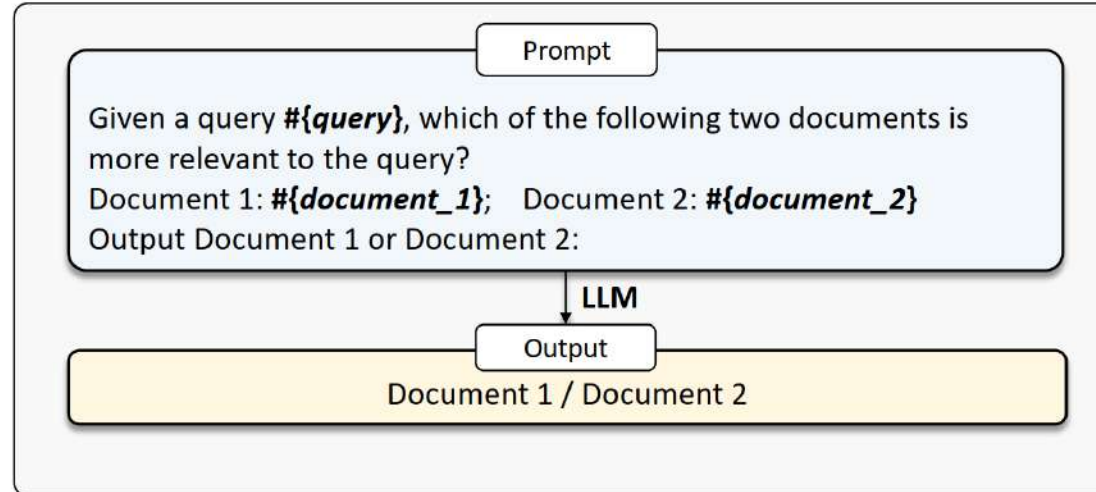 Prompt
Given a query #{query}, which of the following two documents is
more relevant to the query?
Document 1: #{document_1};    Document 2: #{document_2}
Output Document 1 or Document 2:
LLM
Output
Document 1 / Document 2